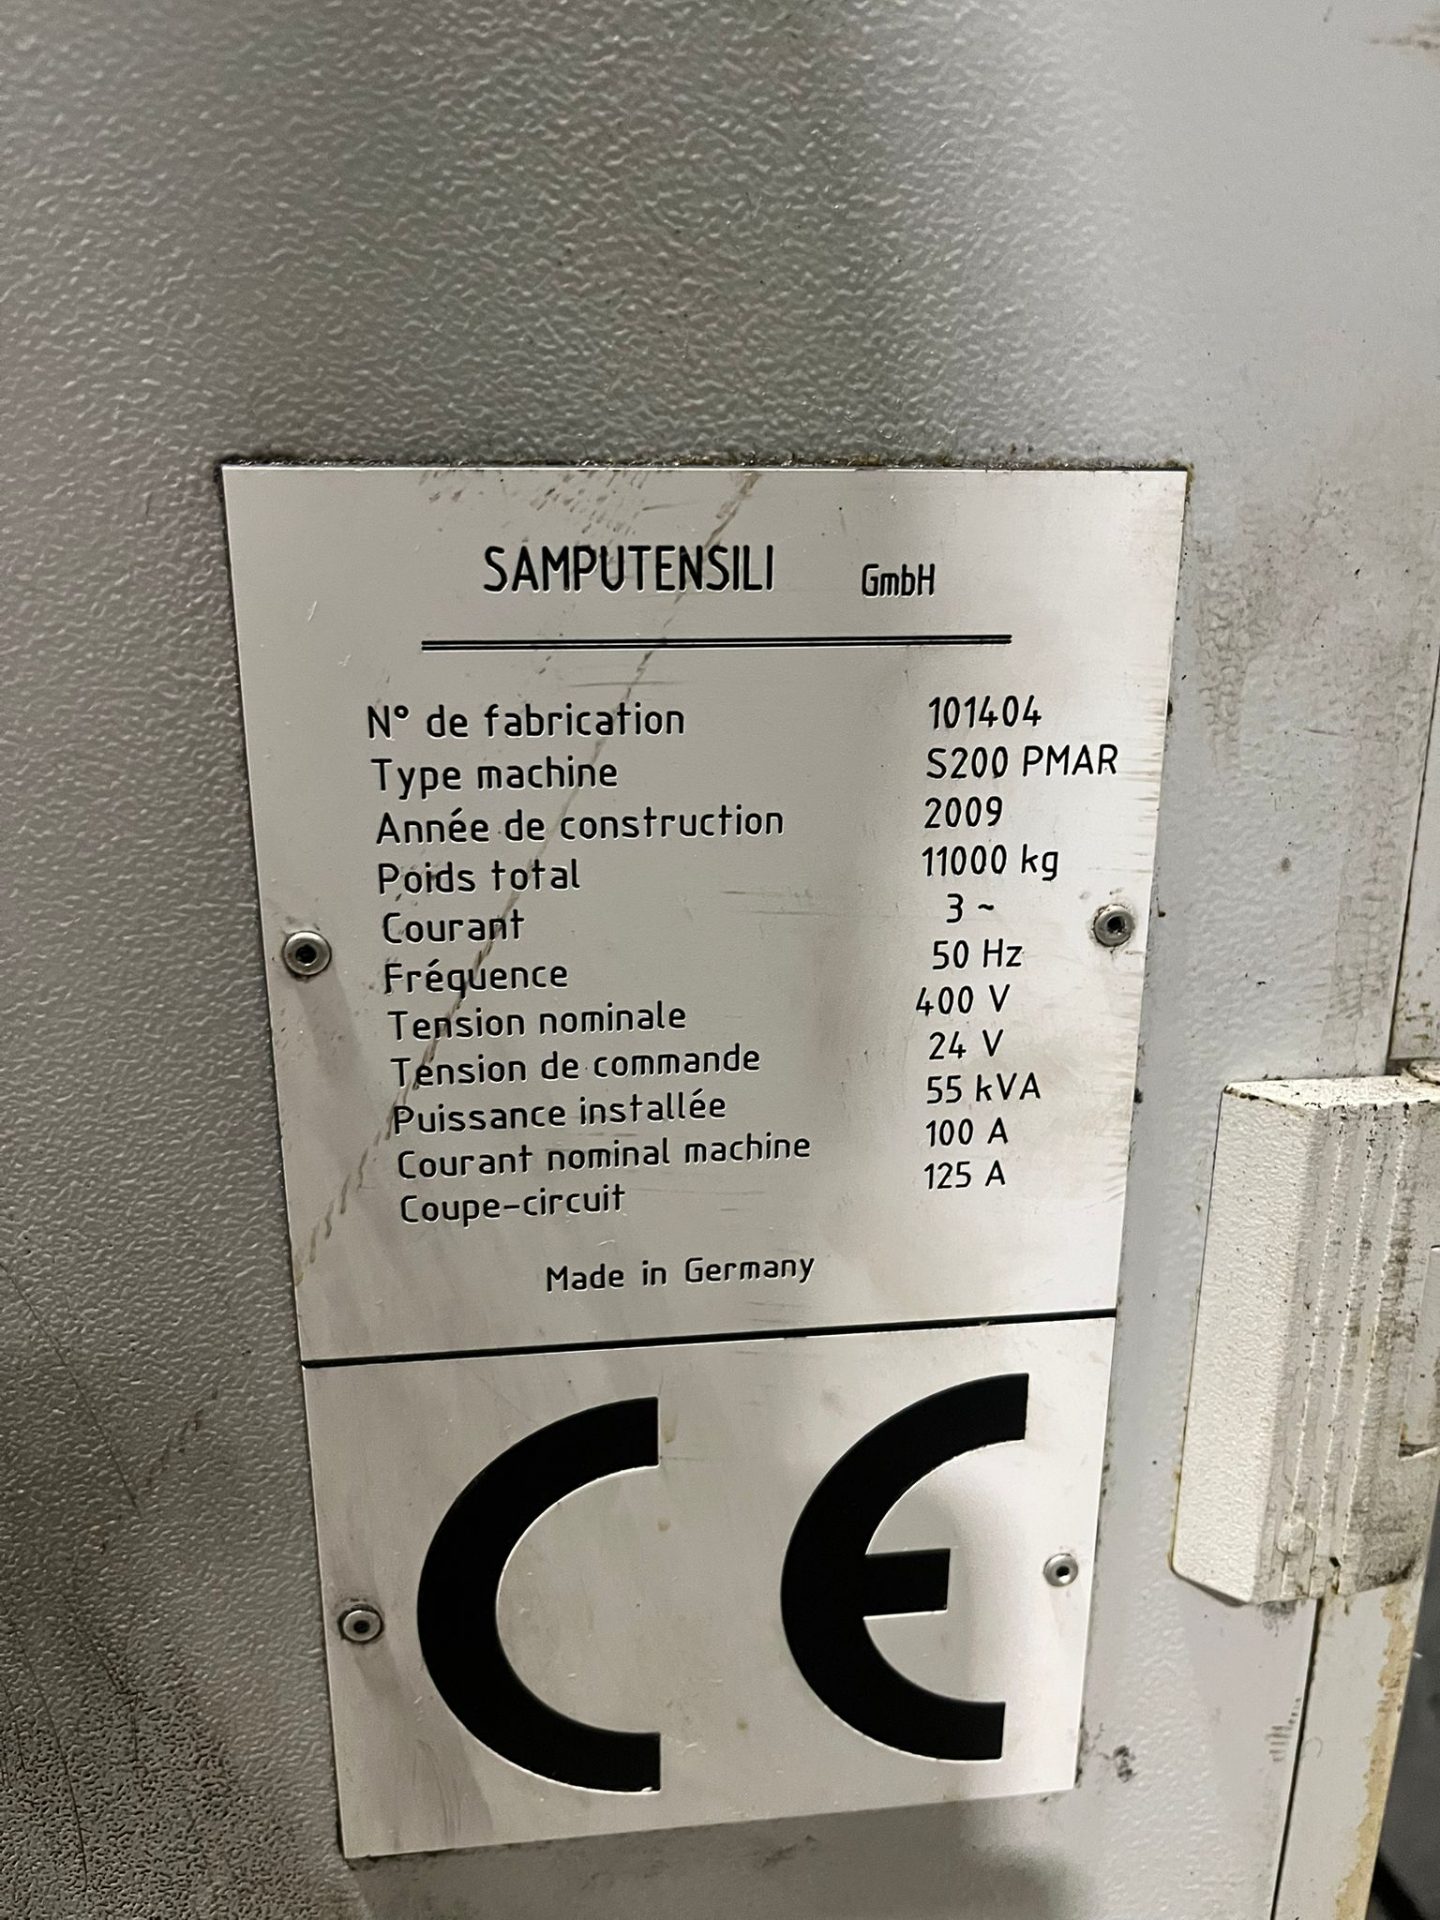 SAMPUTENSILI GmbH
N° de fabrication 101404
Type machine S200 PMAR
Année de construction 2009
Poids total 11000 kg
Courant 3 ~
Fréquence 50 Hz
Tension nominale 400 V
Tension de commande 24 V
Puissance installée 55 kVA
Courant nominal machine 100 A
Coupe-circuit 125 A
Made in Germany
CE